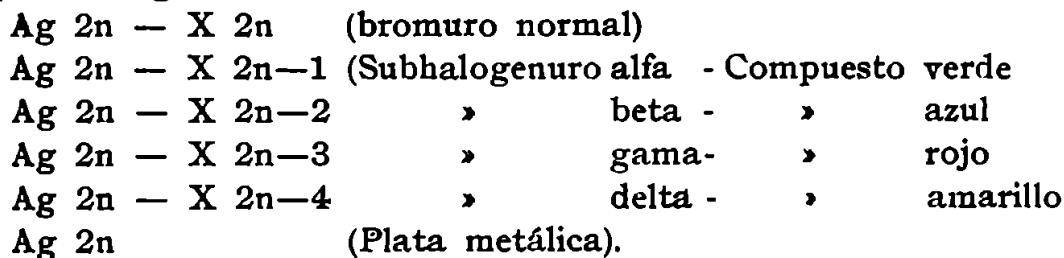 Ag 2n — X 2n (bromuro normal)
Ag 2n — X 2n—1 (Subhalogenuro alfa - Compuesto verde
Ag 2n — X 2n—2 » beta - » azul
Ag 2n — X 2n—3 » gama- » rojo
Ag 2n — X 2n—4 » delta - » amarillo
Ag 2n (Plata metálica).